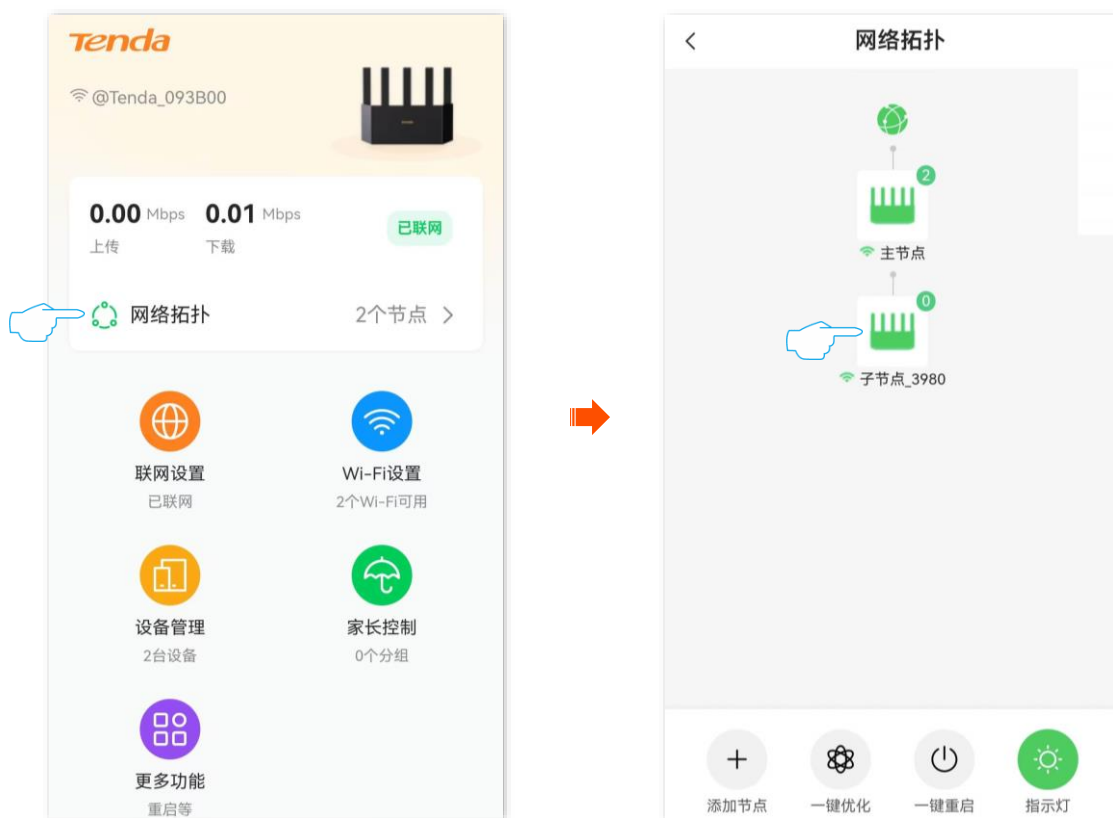 Tenda
@Tenda_093B00
0.00 Mbps 0.01 Mbps
上传 下载
已联网
网络拓扑 2个节点
联网设置 Wi-Fi设置
已联网 2个Wi-Fi可用
设备管理 家长控制
2台设备 0个分组
更多功能
重启等
网络拓扑
2
主节点
0
子节点_3980
添加节点 一键优化 一键重启 指示灯